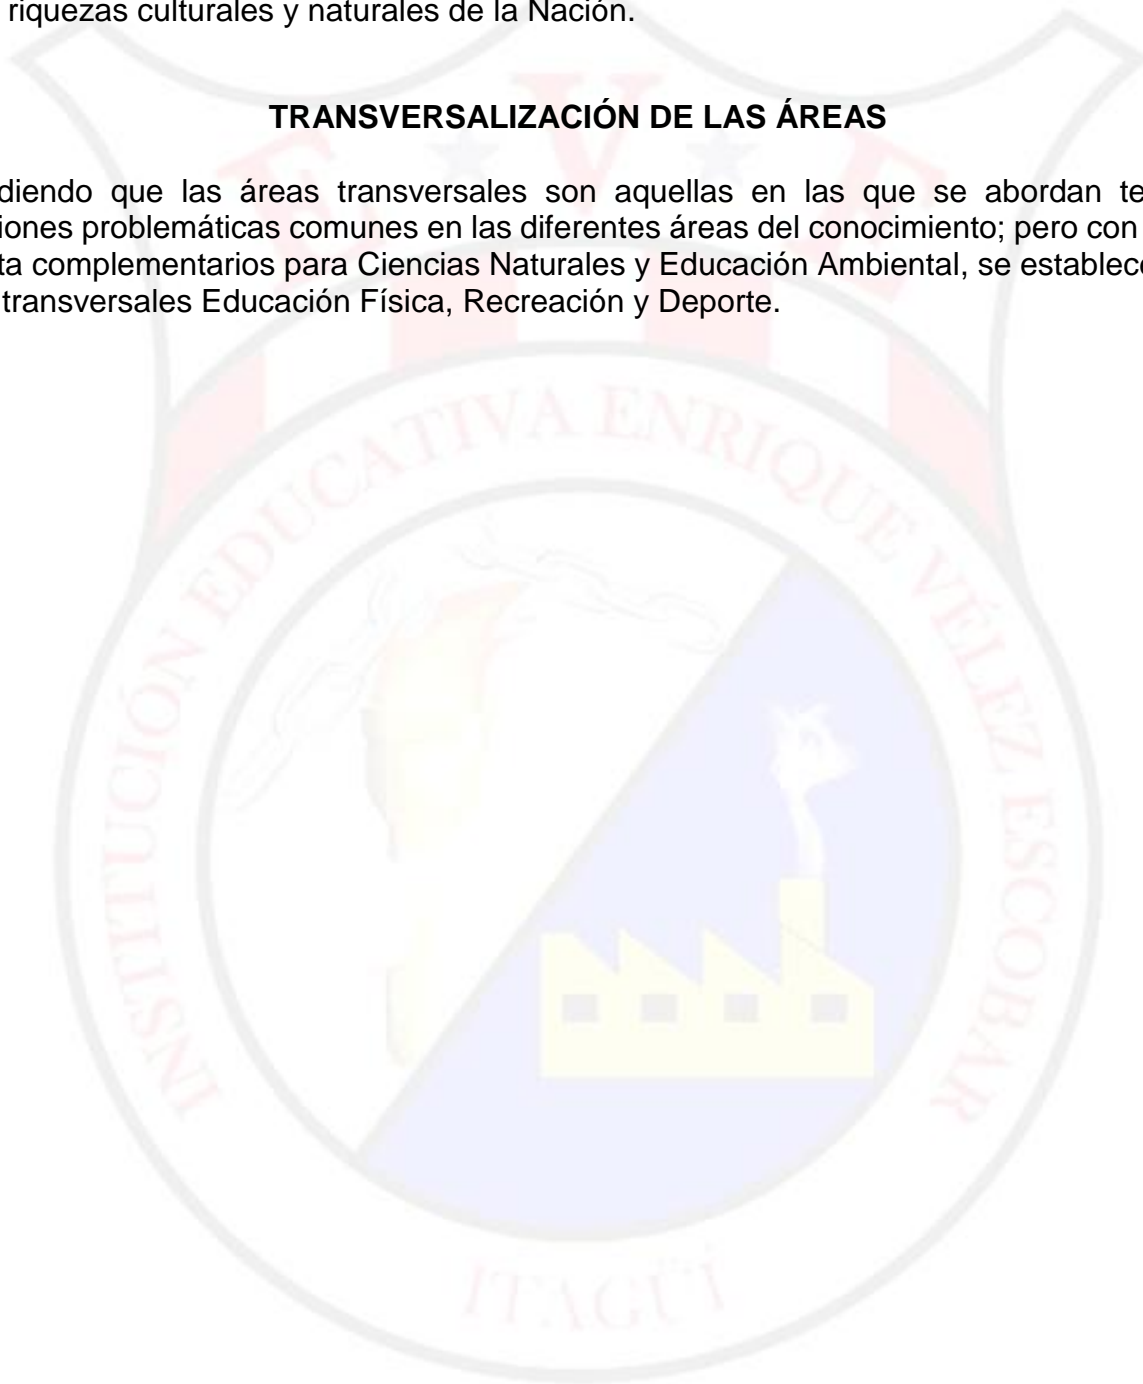 riquezas culturales y naturales de la Nación.
TRANSVERSALIZACIÓN DE LAS ÁREAS
diendo que las áreas transversales son aquellas en las que se abordan te
iones problemáticas comunes en las diferentes áreas del conocimiento; pero con
ta complementarios para Ciencias Naturales y Educación Ambiental, se establec
transversales Educación Física, Recreación y Deporte.
E V E
INSTITUCIÓN EDUCATIVA ENRIQUE VÉLEZ ESCOBAR
ITAGÜÍ